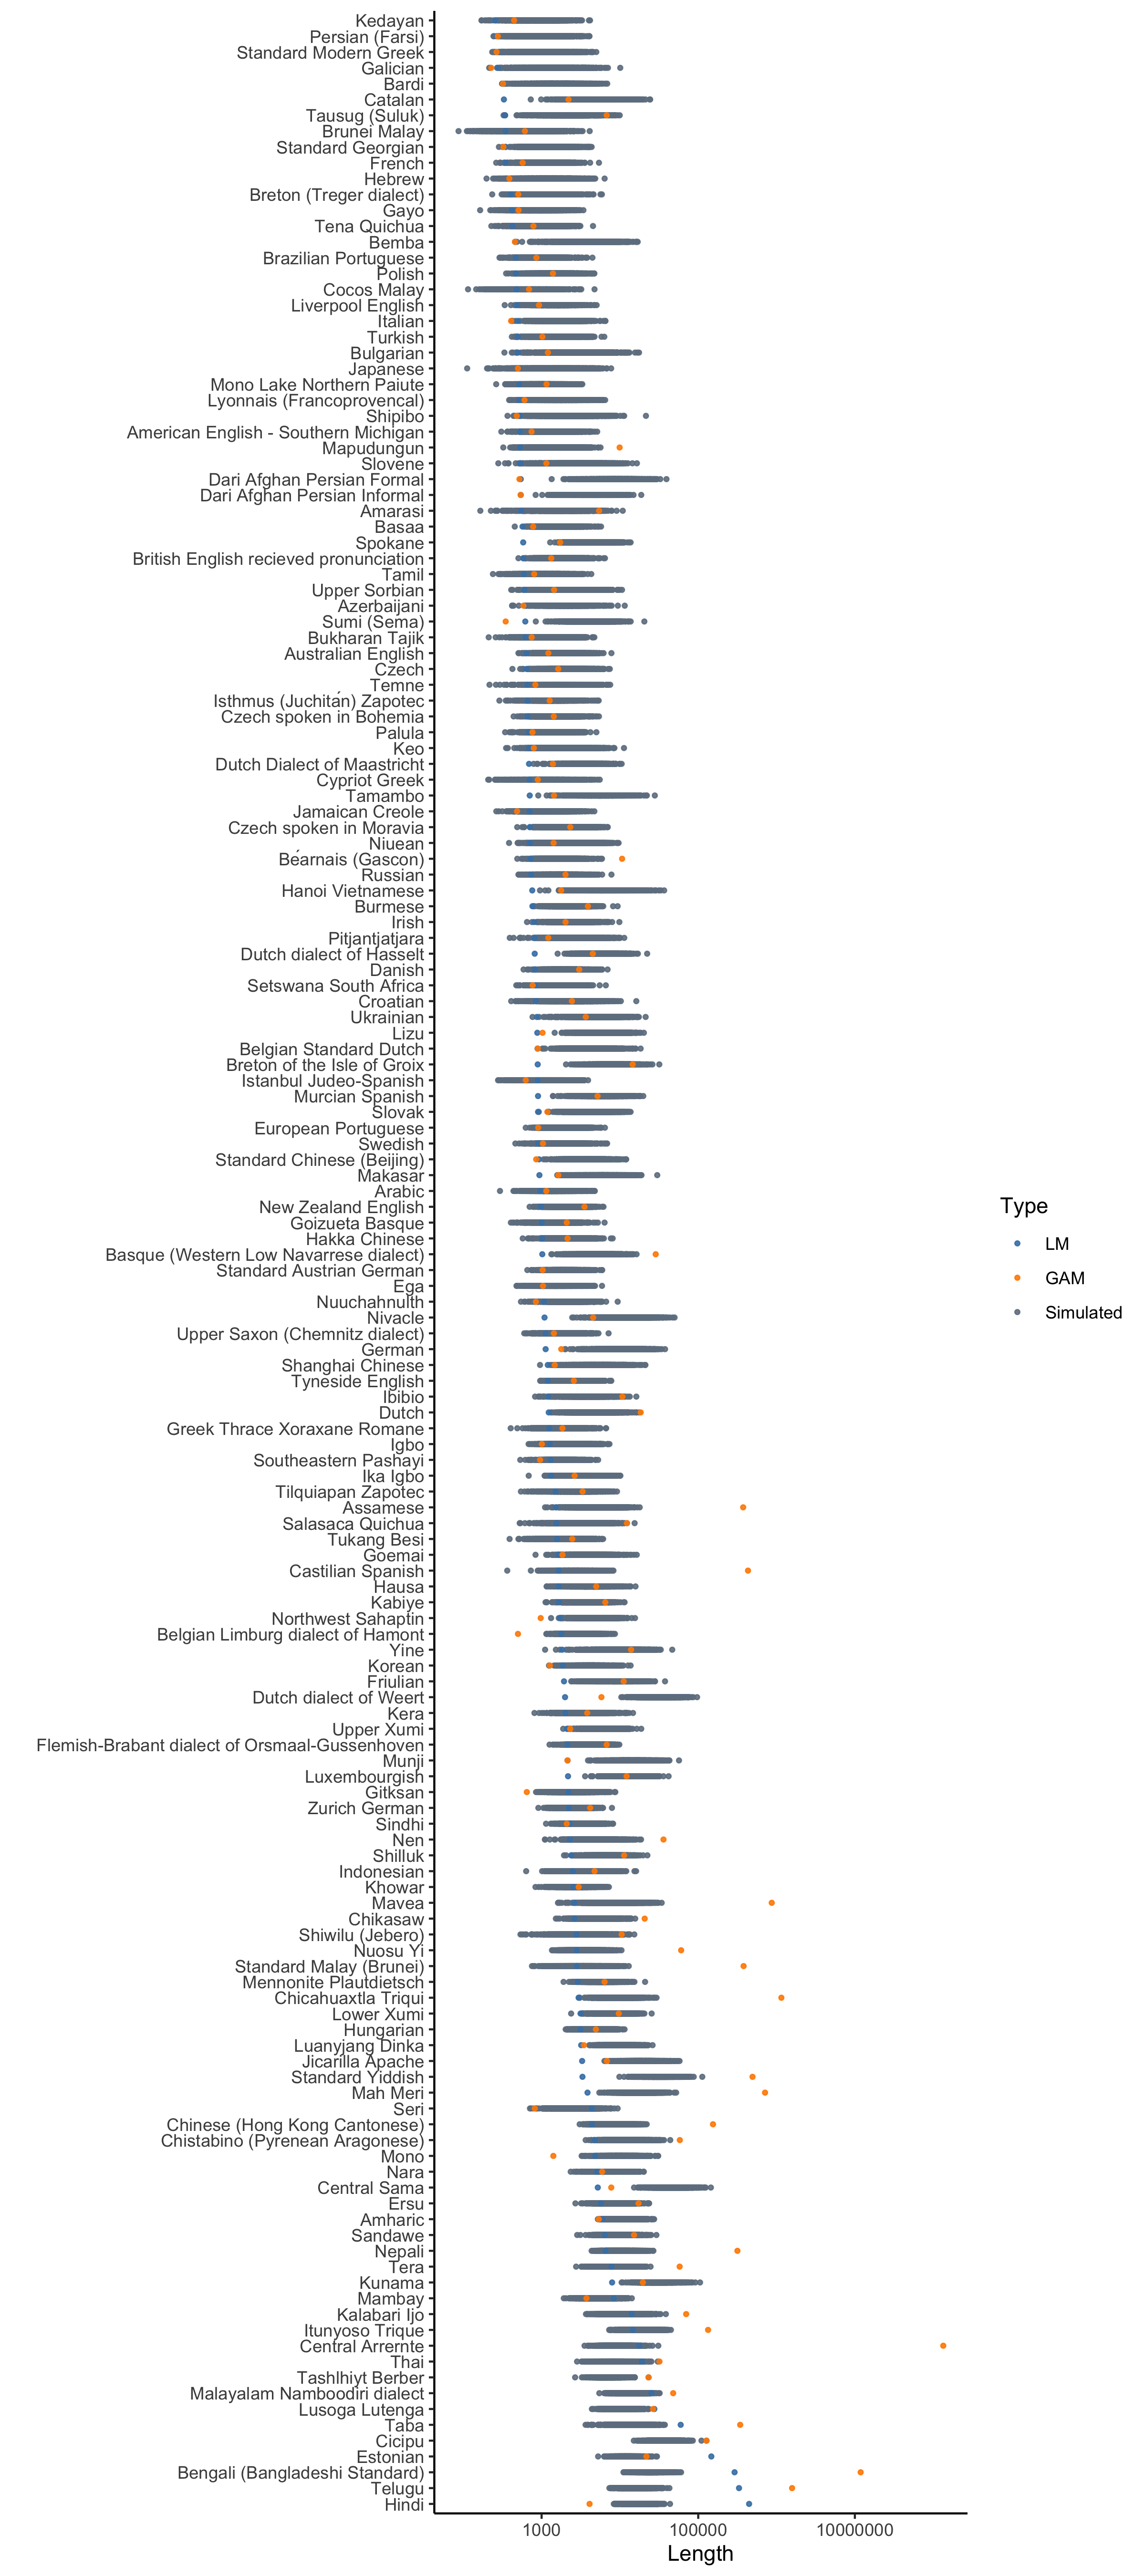 Kedayan
Persian (Farsi)
Standard Modern Greek
Galician
Bardi
Catalan
Tausug (Suluk)
Brunei Malay
Standard Georgian
French
Hebrew
Breton (Treger dialect)
Gayo
Tena Quichua
Bemba
Brazilian Portuguese
Polish
Cocos Malay
Liverpool English
Italian
Turkish
Bulgarian
Japanese
Mono Lake Northern Paiute
Lyonnais (Francoprovencal)
Shipibo
American English - Southern Michigan
Mapudungun
Slovene
Dari Afghan Persian Formal
Dari Afghan Persian Informal
Amarasi
Basaa
Spokane
British English recieved pronunciation
Tamil
Upper Sorbian
Azerbaijani
Sumi (Sema)
Bukharan Tajik
Australian English
Czech
Temne
Isthmus (Juchitán) Zapotec
Czech spoken in Bohemia
Palula
Keo
Dutch Dialect of Maastricht
Cypriot Greek
Tamambo
Jamaican Creole
Czech spoken in Moravia
Niuean
Béarnais (Gascon)
Russian
Hanoi Vietnamese
Burmese
Irish
Pitjantjatjara
Dutch dialect of Hasselt
Danish
Setswana South Africa
Croatian
Ukrainian
Lizu
Belgian Standard Dutch
Breton of the Isle of Groix
Istanbul Judeo-Spanish
Murcian Spanish
Slovak
European Portuguese
Swedish
Standard Chinese (Beijing)
Makasar
Arabic
New Zealand English
Goizueta Basque
Hakka Chinese
Basque (Western Low Navarrese dialect)
Standard Austrian German
Ega
Nuuchahnulth
Nivacle
Upper Saxon (Chemnitz dialect)
German
Shanghai Chinese
Tyneside English
Ibibio
Dutch
Greek Thrace Xoraxane Romane
Igbo
Southeastern Pashayi
Ika Igbo
Tilquiapan Zapotec
Assamese
Salasaca Quichua
Tukang Besi
Goemai
Castilian Spanish
Hausa
Kabiye
Northwest Sahaptin
Belgian Limburg dialect of Hamont
Yine
Korean
Friulian
Dutch dialect of Weert
Kera
Upper Xumi
Flemish-Brabant dialect of Orsmaal-Gussenhoven
Munji
Luxembourgish
Gitksan
Zurich German
Sindhi
Nen
Shilluk
Indonesian
Khowar
Mavea
Chikasaw
Shiwilu (Jebero)
Nuosu Yi
Standard Malay (Brunei)
Mennonite Plautdietsch
Chicahuaxtla Triqui
Lower Xumi
Hungarian
Luanyjang Dinka
Jicarilla Apache
Standard Yiddish
Mah Meri
Seri
Chinese (Hong Kong Cantonese)
Chistabino (Pyrenean Aragonese)
Mono
Nara
Central Sama
Ersu
Amharic
Sandawe
Nepali
Tera
Kunama
Mambay
Kalabari Ijo
Itunyoso Trique
Central Arrernte
Thai
Tashlhiyt Berber
Malayalam Namboodiri dialect
Lusoga Lutenga
Taba
Cicipu
Estonian
Bengali (Bangladeshi Standard)
Telugu
Hindi
1000 100000 10000000
Length
Type
LM
GAM
Simulated